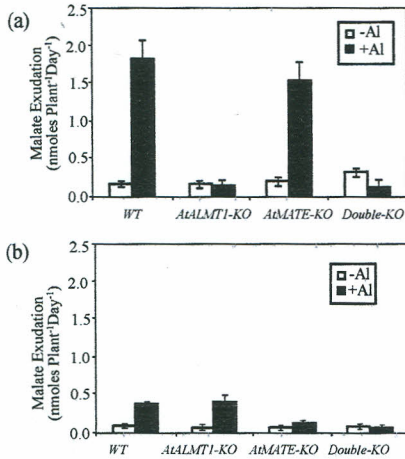 (a)
Malate Exudation
(nmoles Plant⁻¹Day⁻¹)
2.5
2.0
1.5
1.0
0.5
0.0
-Al
+Al
WT AtALMT1-KO AtMATE-KO Double-KO
(b)
Malate Exudation
(nmoles Plant⁻¹Day⁻¹)
2.5
2.0
1.5
1.0
0.5
0.0
-Al
+Al
WT AtALMT1-KO AtMATE-KO Double-KO